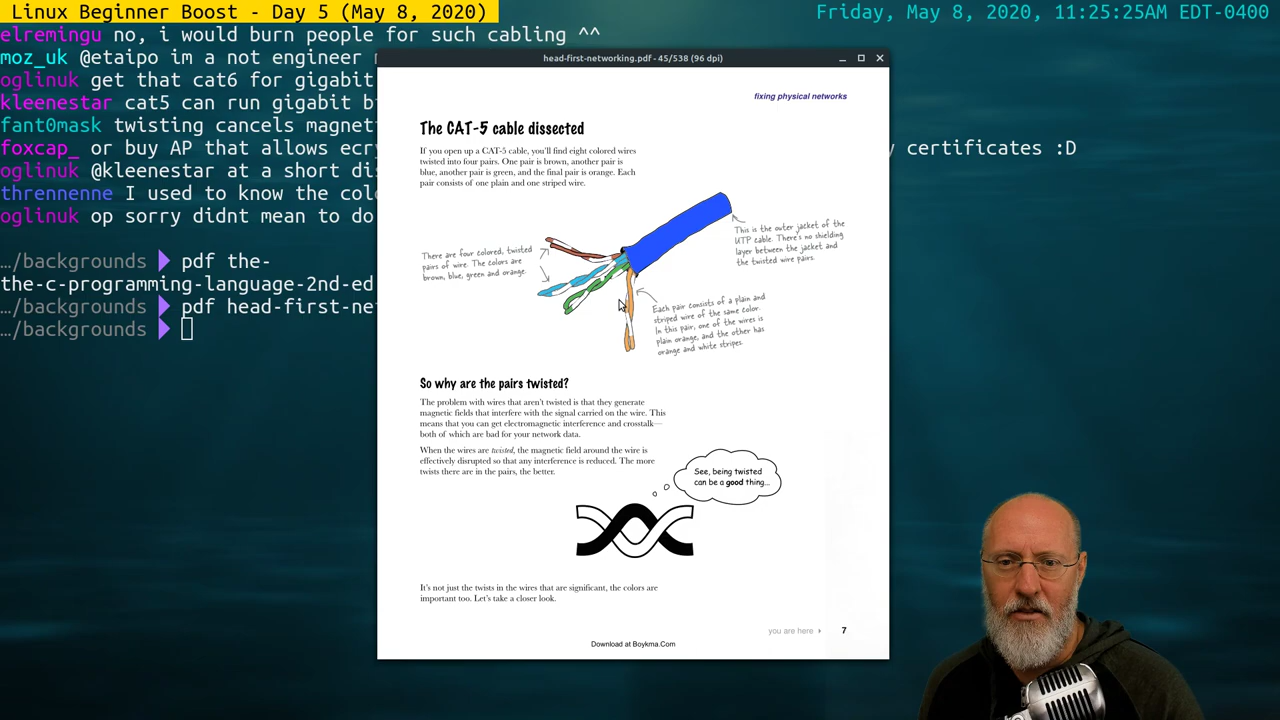 Linux Beginner Boost - Day 5 (May 8, 2020)
Friday, May 8, 2020, 11:25:25AM EDT-0400
elremingu no, i would burn people for such cabling ^^
moz_uk @etaipo im a not engineer
oglinuk get that cat6 for gigabit
kleenestar cat5 can run gigabit
fant0mask twisting cancels magnet
foxcap_ or buy AP that allows ecry
y certificates :D
oglinuk @kleenestar at a short dis
thrennenne I used to know the col
oglinuk op sorry didnt mean to do
…/backgrounds pdf the-
the-c-programming-language-2nd-ed
…/backgrounds pdf head-first-net
…/backgrounds
head-first-networking.pdf - 45/538 (96 dpi)
fixing physical networks
The CAT-5 cable dissected
If you open up a CAT-5 cable, you'll find eight colored wires
twisted into four pairs. One pair is brown, another pair is
blue, another pair is green, and the final pair is orange. Each
pair consists of one plain and one striped wire.
There are four colored, twisted
pairs of wire. The colors are
brown, blue, green and orange.
This is the outer jacket of the
UTP cable. There's no shielding
layer between the jacket and
the twisted wire pairs.
Each pair consists of a plain and
striped wire of the same color.
In this pair, one of the wires is
plain orange, and the other has
orange and white stripes.
So why are the pairs twisted?
The problem with wires that aren't twisted is that they generate
magnetic fields that interfere with the signal carried on the wire. This
means that you can get electromagnetic interference and crosstalk—
both of which are bad for your network data.
When the wires are twisted, the magnetic field around the wire is
effectively disrupted so that any interference is reduced. The more
twists there are in the pairs, the better.
See, being twisted
can be a good thing...
It's not just the twists in the wires that are significant, the colors are
important too. Let's take a closer look.
you are here
7
Download at Boykma.Com